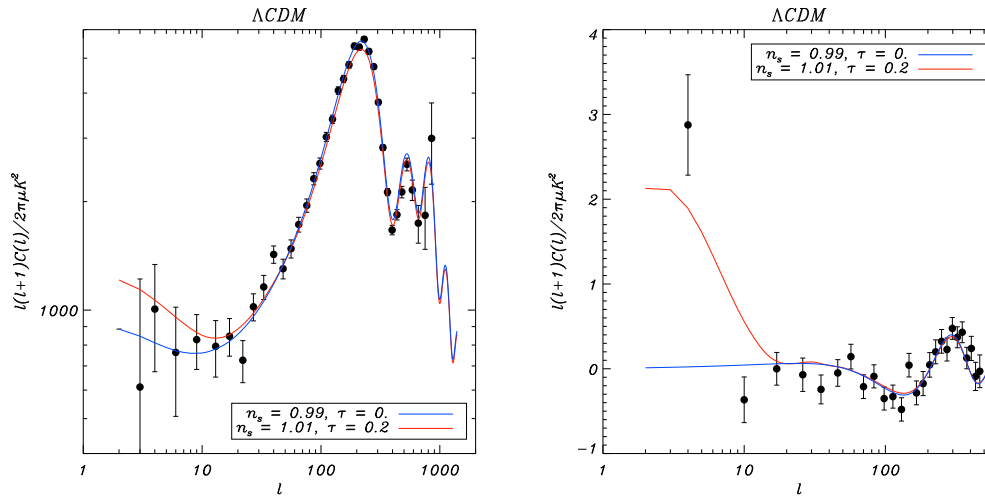 ΛCDM
l(l+1)C(l)/2πμK²
1000
n_s = 0.99, τ = 0.
n_s = 1.01, τ = 0.2
1 10 100 1000
l
ΛCDM
l(l+1)C(l)/2πμK²
4
3
2
1
0
-1
n_s = 0.99, τ = 0.
n_s = 1.01, τ = 0.2
1 10 100
l